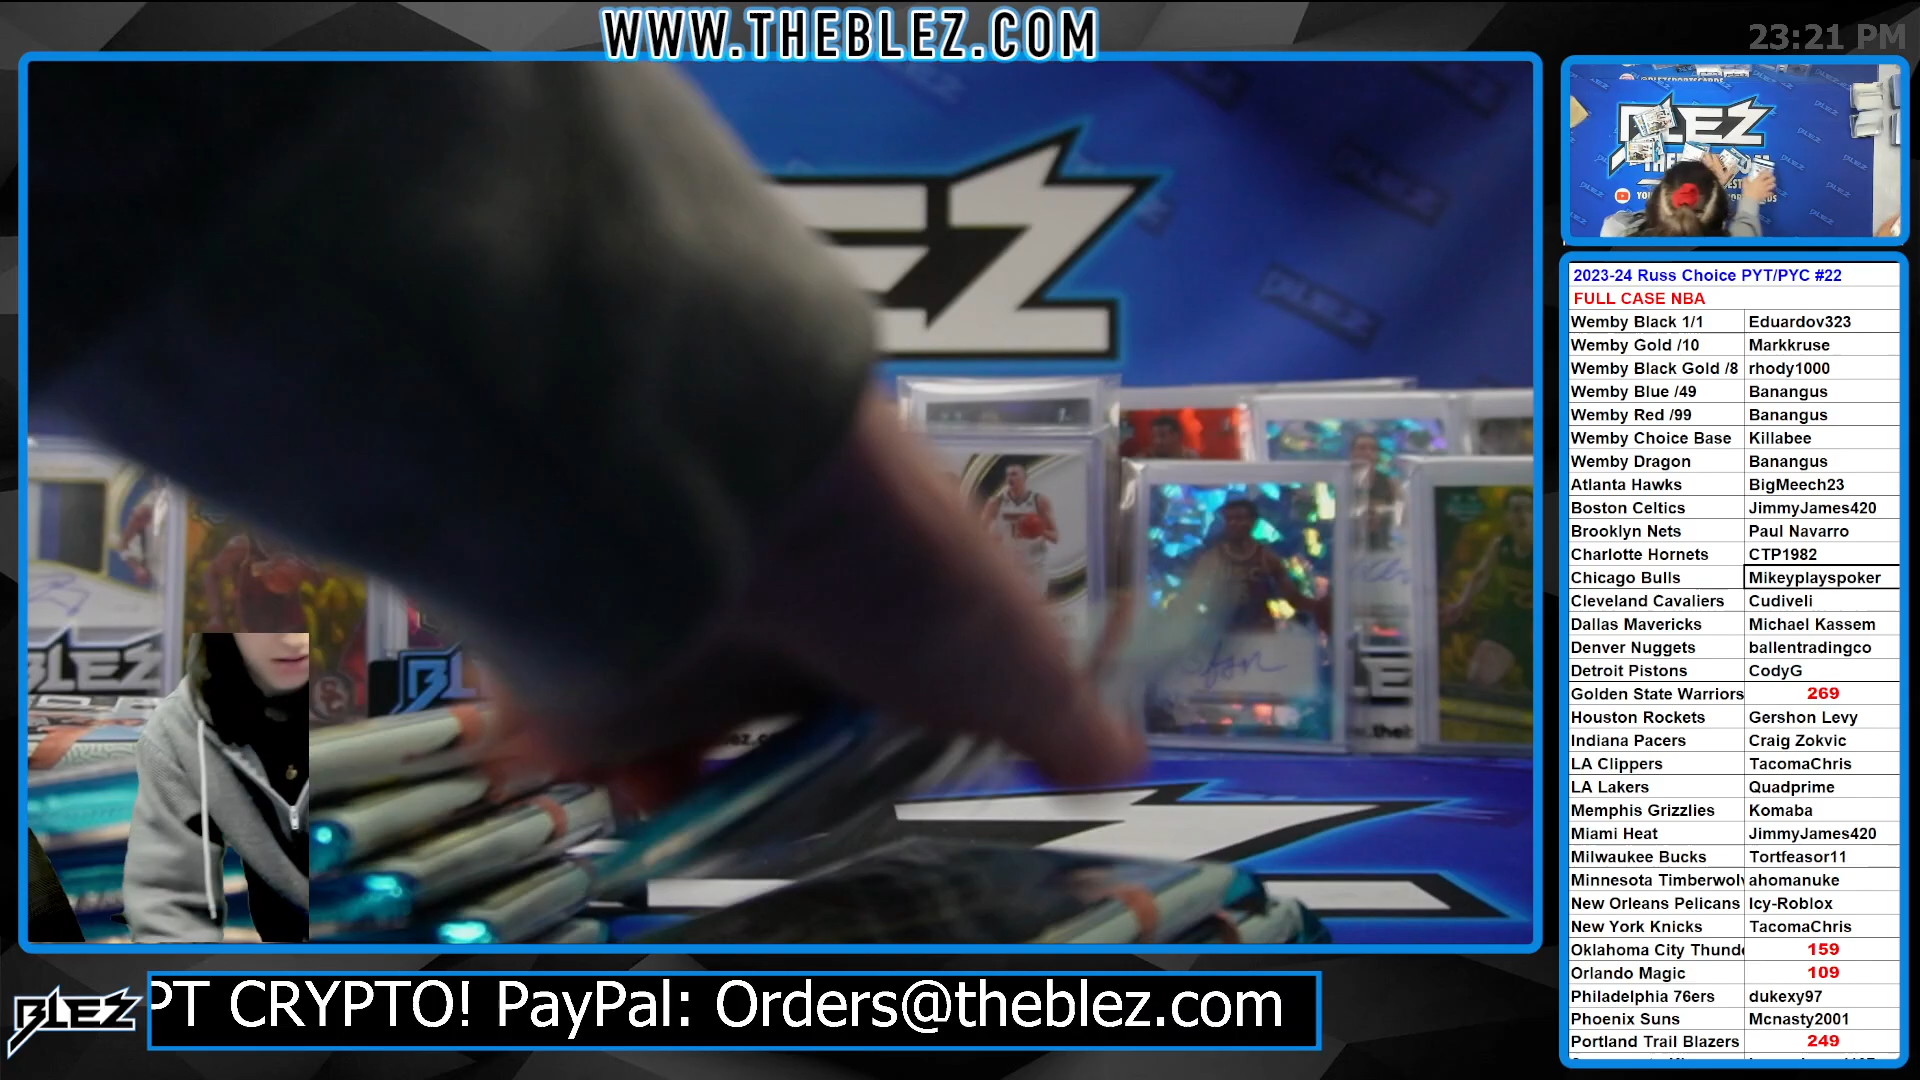 WWW.THEBLEZ.COM
23:21 PM
BLEZ
2023-24 Russ Choice PYT/PYC #22
FULL CASE NBA
Wemby Black 1/1 Eduardov323
Wemby Gold /10 Markkruse
Wemby Black Gold /8 rhody1000
Wemby Blue /49 Banangus
Wemby Red /99 Banangus
Wemby Choice Base Killabee
Wemby Dragon Banangus
Atlanta Hawks BigMeech23
Boston Celtics JimmyJames420
Brooklyn Nets Paul Navarro
Charlotte Hornets CTP1982
Chicago Bulls Mikeyplayspoker
Cleveland Cavaliers Cudiveli
Dallas Mavericks Michael Kassem
Denver Nuggets ballentradingco
Detroit Pistons CodyG
Golden State Warriors 269
Houston Rockets Gershon Levy
Indiana Pacers Craig Zokvic
LA Clippers TacomaChris
LA Lakers Quadprime
Memphis Grizzlies Komaba
Miami Heat JimmyJames420
Milwaukee Bucks Tortfeasor11
Minnesota Timberwolv ahomanuke
New Orleans Pelicans Icy-Roblox
New York Knicks TacomaChris
Oklahoma City Thunde 159
Orlando Magic 109
Philadelphia 76ers dukexy97
Phoenix Suns Mcnasty2001
Portland Trail Blazers 249
BLEZ
PT CRYPTO! PayPal: Orders@theblez.com